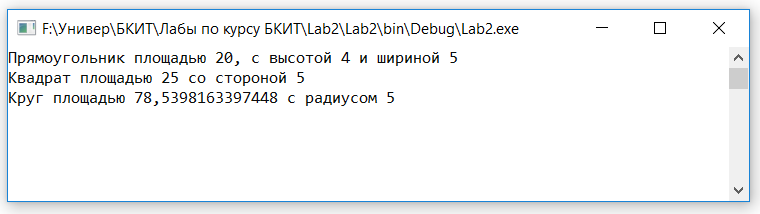 F:\Универ\БКИТ\Лабы по курсу БКИТ\Lab2\Lab2\bin\Debug\Lab2.exe
Прямоугольник площадью 20, с высотой 4 и шириной 5
Квадрат площадью 25 со стороной 5
Круг площадью 78,5398163397448 с радиусом 5